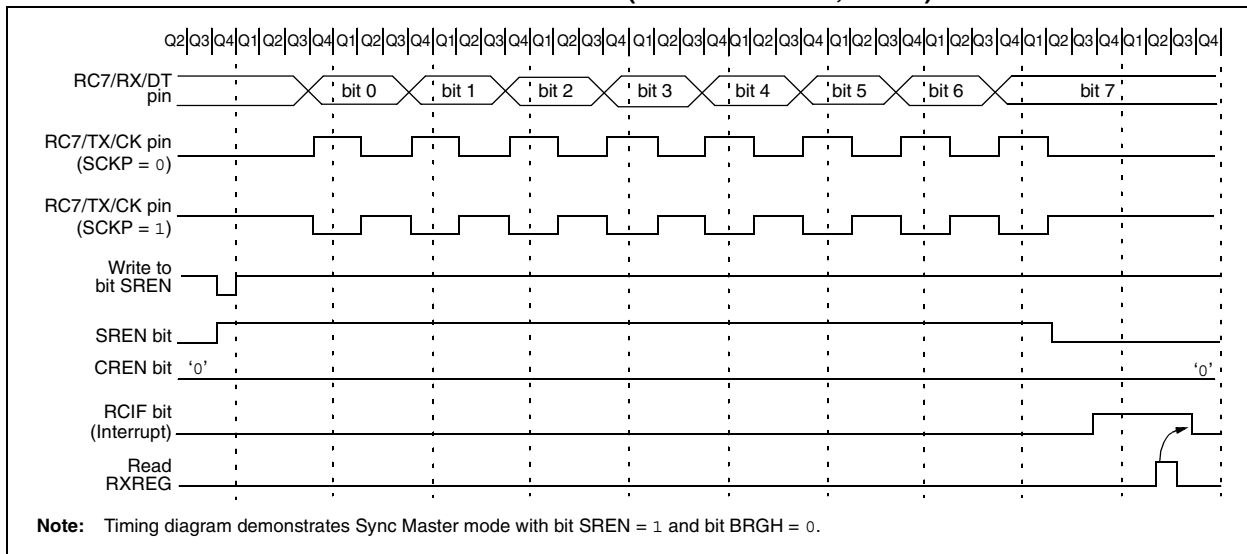 Q2 Q3 Q4 Q1 Q2 Q3 Q4 Q1 Q2 Q3 Q4 Q1 Q2 Q3 Q4 Q1 Q2 Q3 Q4 Q1 Q2 Q3 Q4 Q1 Q2 Q3 Q4 Q1 Q2 Q3 Q4 Q1 Q2 Q3 Q4 Q1 Q2 Q3 Q4 Q1 Q2 Q3 Q4
RC7/RX/DT
pin
bit 0 bit 1 bit 2 bit 3 bit 4 bit 5 bit 6 bit 7
RC7/TX/CK pin
(SCKP = 0)
RC7/TX/CK pin
(SCKP = 1)
Write to
bit SREN
SREN bit
CREN bit '0' '0'
RCIF bit
(Interrupt)
Read
RXREG
Note: Timing diagram demonstrates Sync Master mode with bit SREN = 1 and bit BRGH = 0.